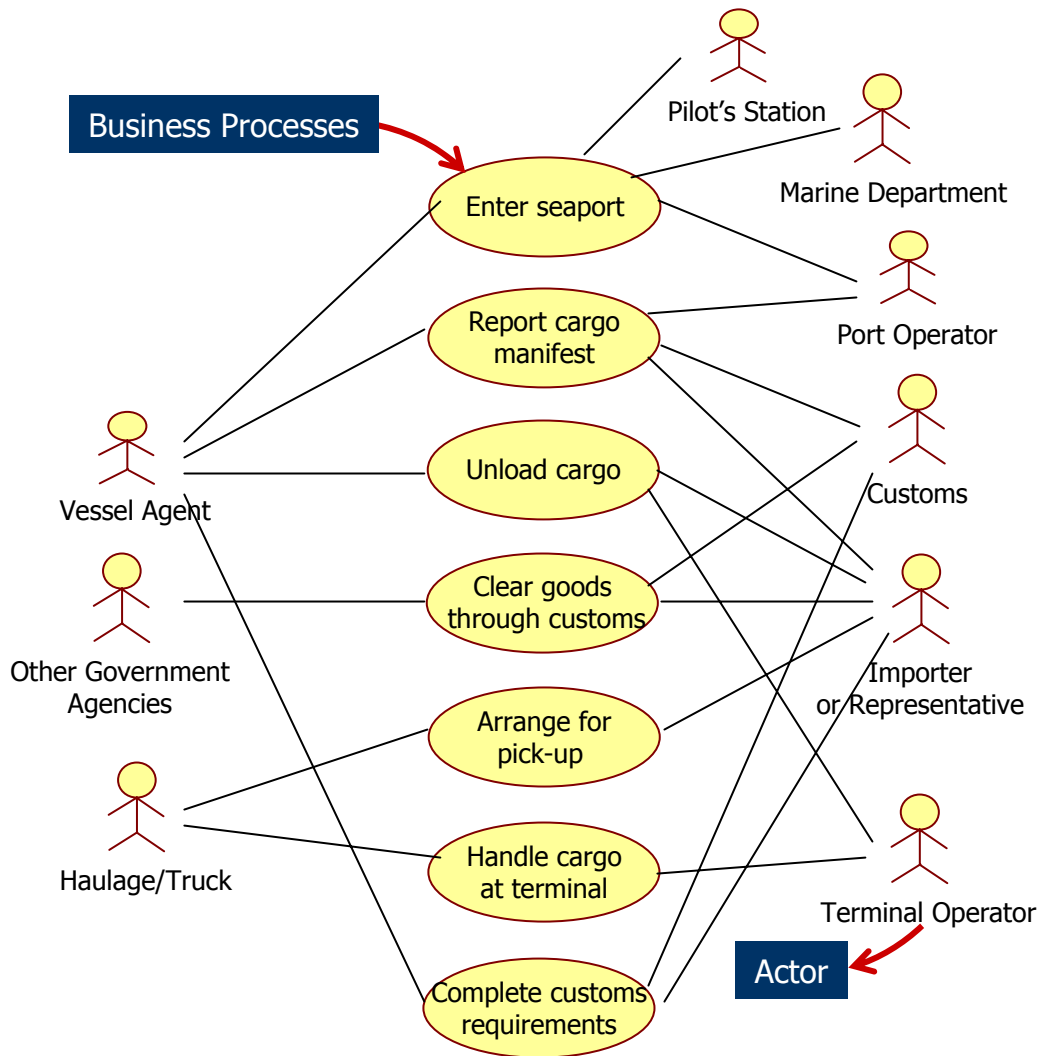 Pilot’s Station
Business Processes
Marine Department
Enter seaport
Port Operator
Report cargo
manifest
Customs
Vessel Agent
Unload cargo
Other Government
Agencies
Clear goods
through customs
Importer
or Representative
Arrange for
pick-up
Haulage/Truck
Handle cargo
at terminal
Terminal Operator
Actor
Complete customs
requirements